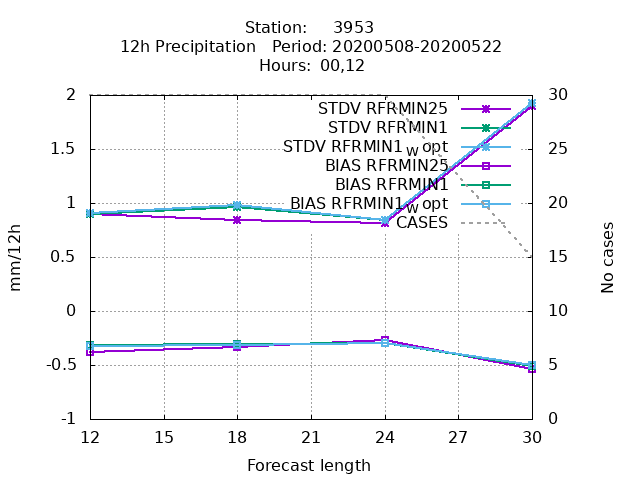 Station: 3953
12h Precipitation Period: 20200508-20200522
Hours: 00,12
2
1.5
1
0.5
0
-0.5
-1
mm/12h
30
25
20
15
10
5
0
No cases
STDV RFRMIN25
STDV RFRMIN1
STDV RFRMIN1_W opt
BIAS RFRMIN25
BIAS RFRMIN1
BIAS RFRMIN1_W opt
CASES
12 15 18 21 24 27 30
Forecast length